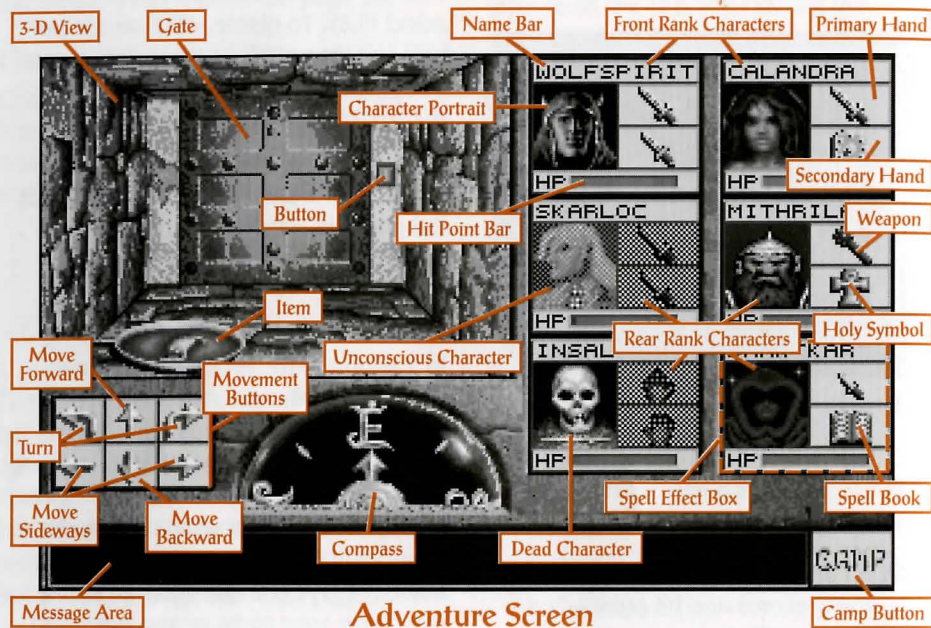 3-D View
Gate
Name Bar
Front Rank Characters
Primary Hand
WOLFSPIRIT
CALANDRA
Character Portrait
Button
Secondary Hand
HP
HP
Hit Point Bar
SKARLOC
MITHRIL
Weapon
Item
HP
HP
Unconscious Character
Rear Rank Characters
Holy Symbol
Move
Forward
Movement
Buttons
INSAL
KAR
Turn
HP
HP
Move
Sideways
Move
Backward
E
Compass
Dead Character
Spell Effect Box
Spell Book
CAMP
Message Area
Adventure Screen
Camp Button